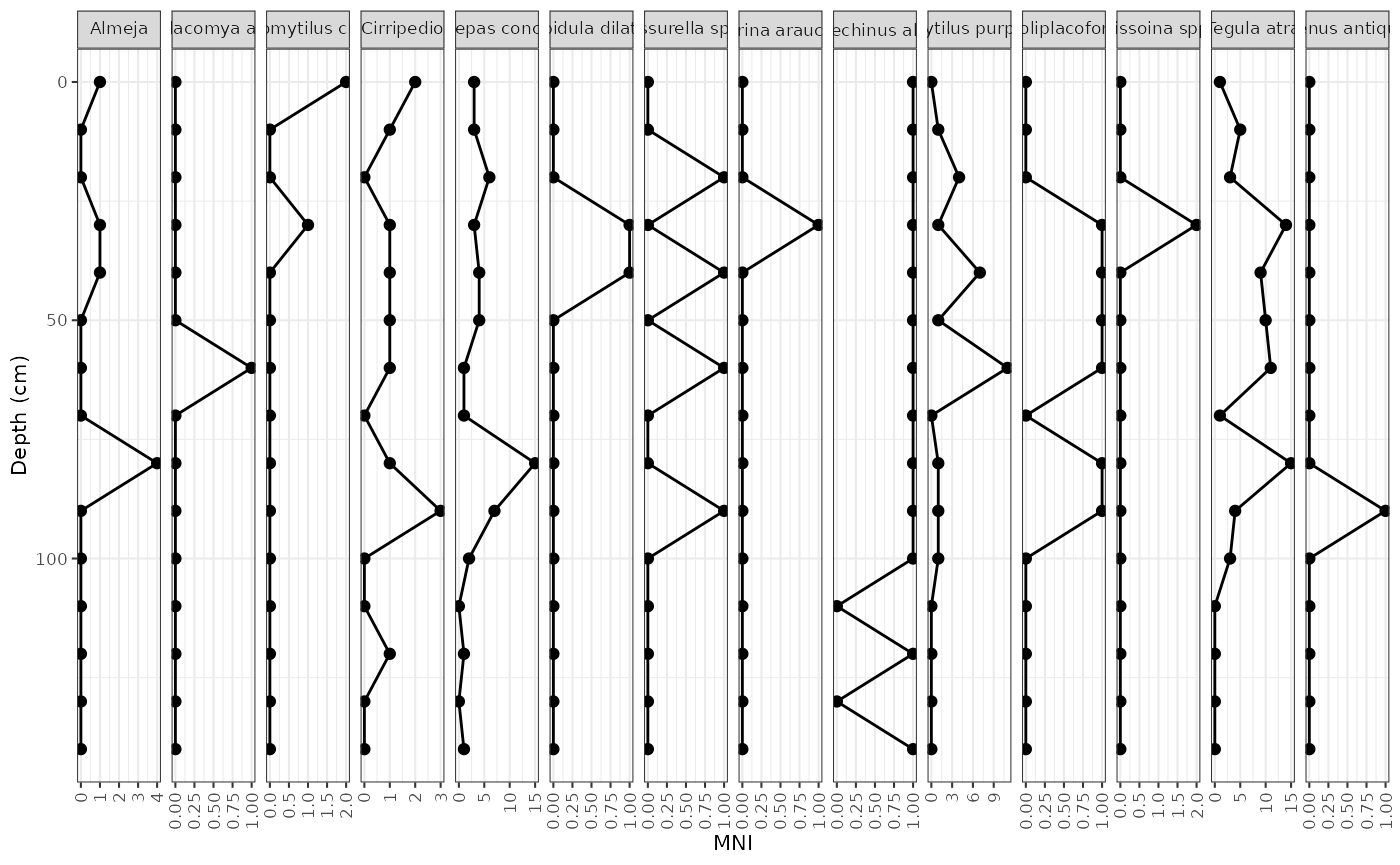 Almeja lacomya a omytilus c Cirripedio epas conc pidula dilat ssurella sp rina arauc echinus al ytilus purp oliplacofor issoina spp Tegula atra nus antiqu
0
50
100
Depth (cm)
0 1 2 3 4 0.00 0.25 0.50 0.75 1.00 0.0 0.5 1.0 1.5 2.0 0 1 2 3 0 5 10 15 0.00 0.25 0.50 0.75 1.00 0.00 0.25 0.50 0.75 1.00 0.00 0.25 0.50 0.75 1.00 0.00 0.25 0.50 0.75 1.00 0 3 6 9 0.00 0.25 0.50 0.75 1.00 0.0 0.5 1.0 1.5 2.0 0 5 10 15 0.00 0.25 0.50 0.75 1.00
MNI